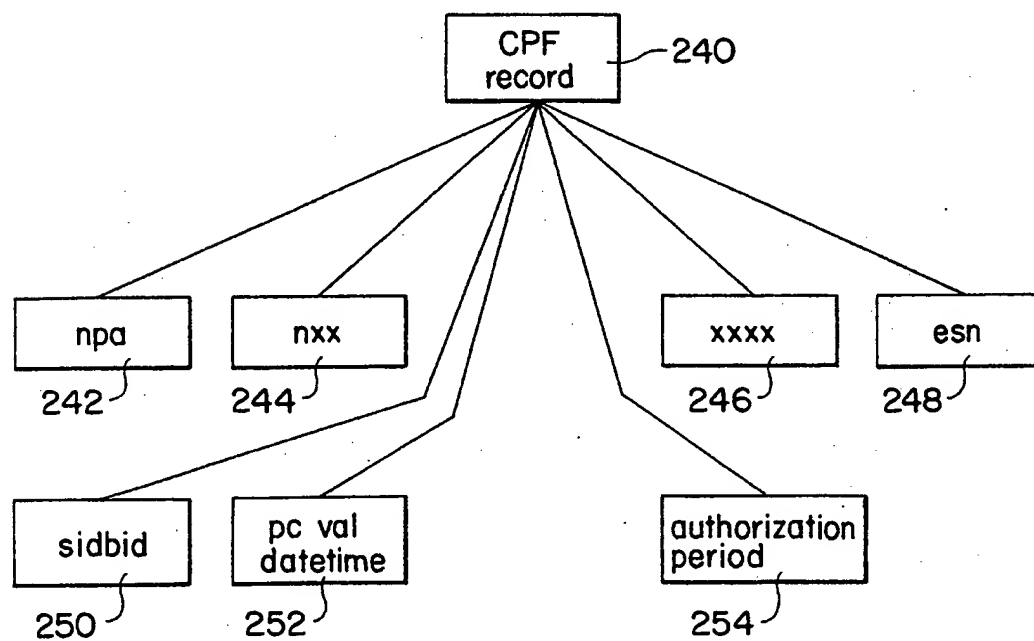 CPF
record
240
npa
nxx
xxxx
esn
242
244
246
248
sidbid
pc val
datetime
authorization
period
250
252
254